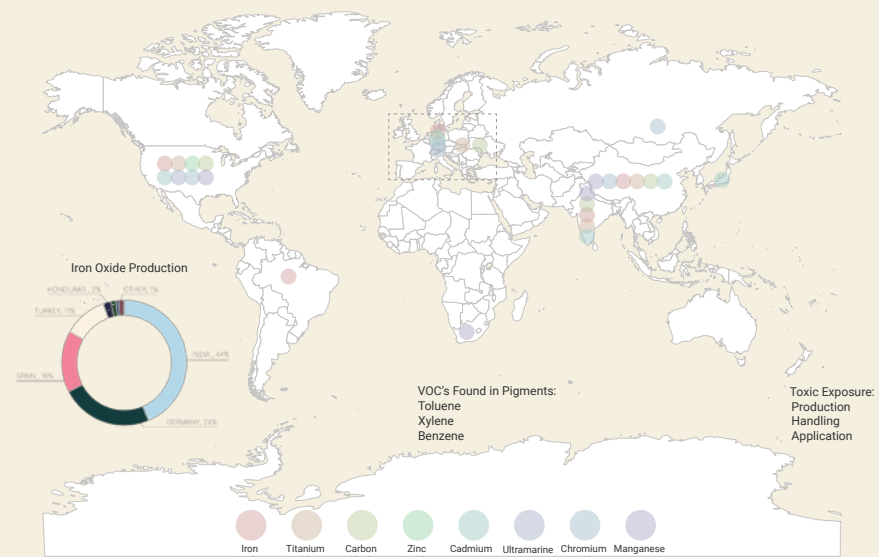 Iron Oxide Production
HONDURAS, 2%
OTHER, 1%
TURKEY, 11%
INDIA, 44%
SPAIN, 16%
GERMANY, 24%
VOC's Found in Pigments:
Toluene
Xylene
Benzene
Toxic Exposure:
Production
Handling
Application
Iron
Titanium
Carbon
Zinc
Cadmium
Ultramarine
Chromium
Manganese